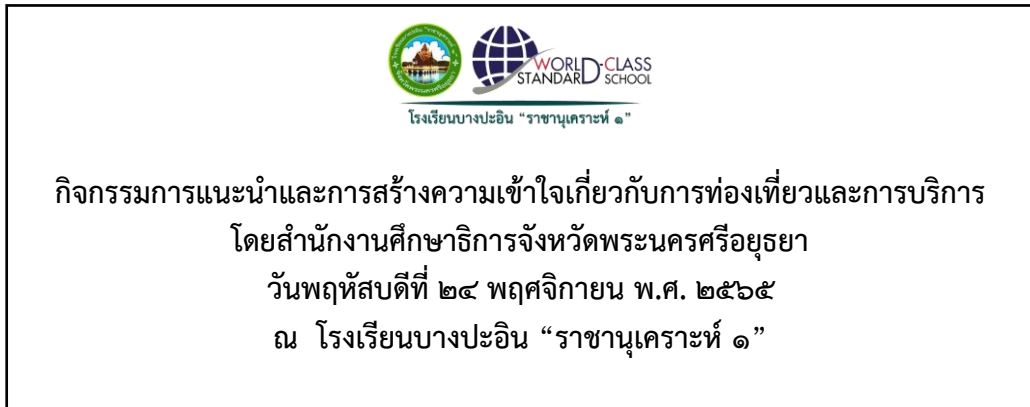 WORLD-CLASS
STANDARD SCHOOL
โรงเรียนบางปะอิน “ราชานุเคราะห์ ๑”
กิจกรรมการแนะนำและการสร้างความเข้าใจเกี่ยวกับการท่องเที่ยวและการบริการ
โดยสำนักงานศึกษาธิการจังหวัดพระนครศรีอยุธยา
วันพฤหัสบดีที่ ๒๔ พฤศจิกายน พ.ศ. ๒๕๖๕
ณ โรงเรียนบางปะอิน “ราชานุเคราะห์ ๑”